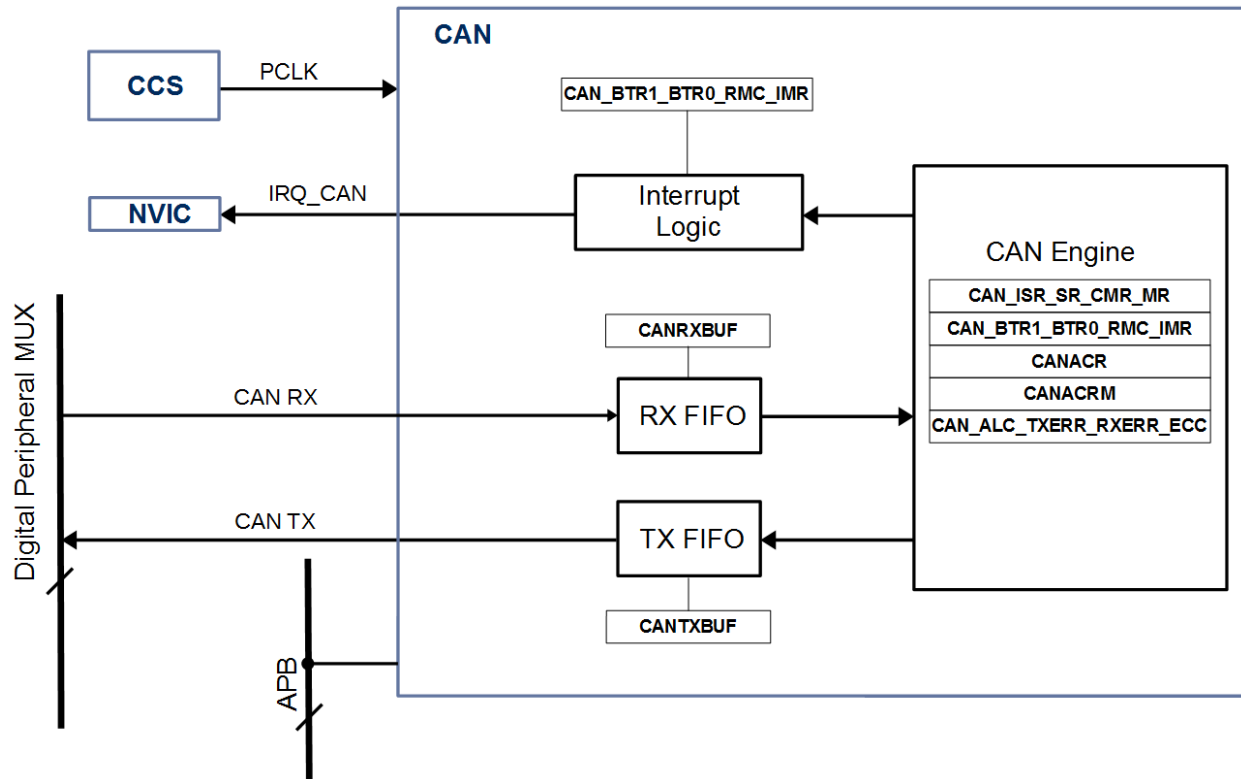 CAN
CCS
PCLK
CAN_BTR1_BTR0_RMC_IMR
NVIC
IRQ_CAN
Interrupt
Logic
CAN Engine
CAN_ISR_SR_CMR_MR
CAN_BTR1_BTR0_RMC_IMR
CANACR
CANACRM
CAN_ALC_TXERR_RXERR_ECC
Digital Peripheral MUX
CAN RX
CANRXBUF
RX FIFO
CAN TX
TX FIFO
CANTXBUF
APB